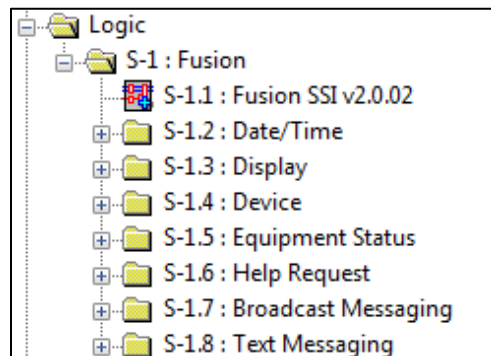 Logic
S-1 : Fusion
S-1.1 : Fusion SSI v2.0.02
S-1.2 : Date/Time
S-1.3 : Display
S-1.4 : Device
S-1.5 : Equipment Status
S-1.6 : Help Request
S-1.7 : Broadcast Messaging
S-1.8 : Text Messaging